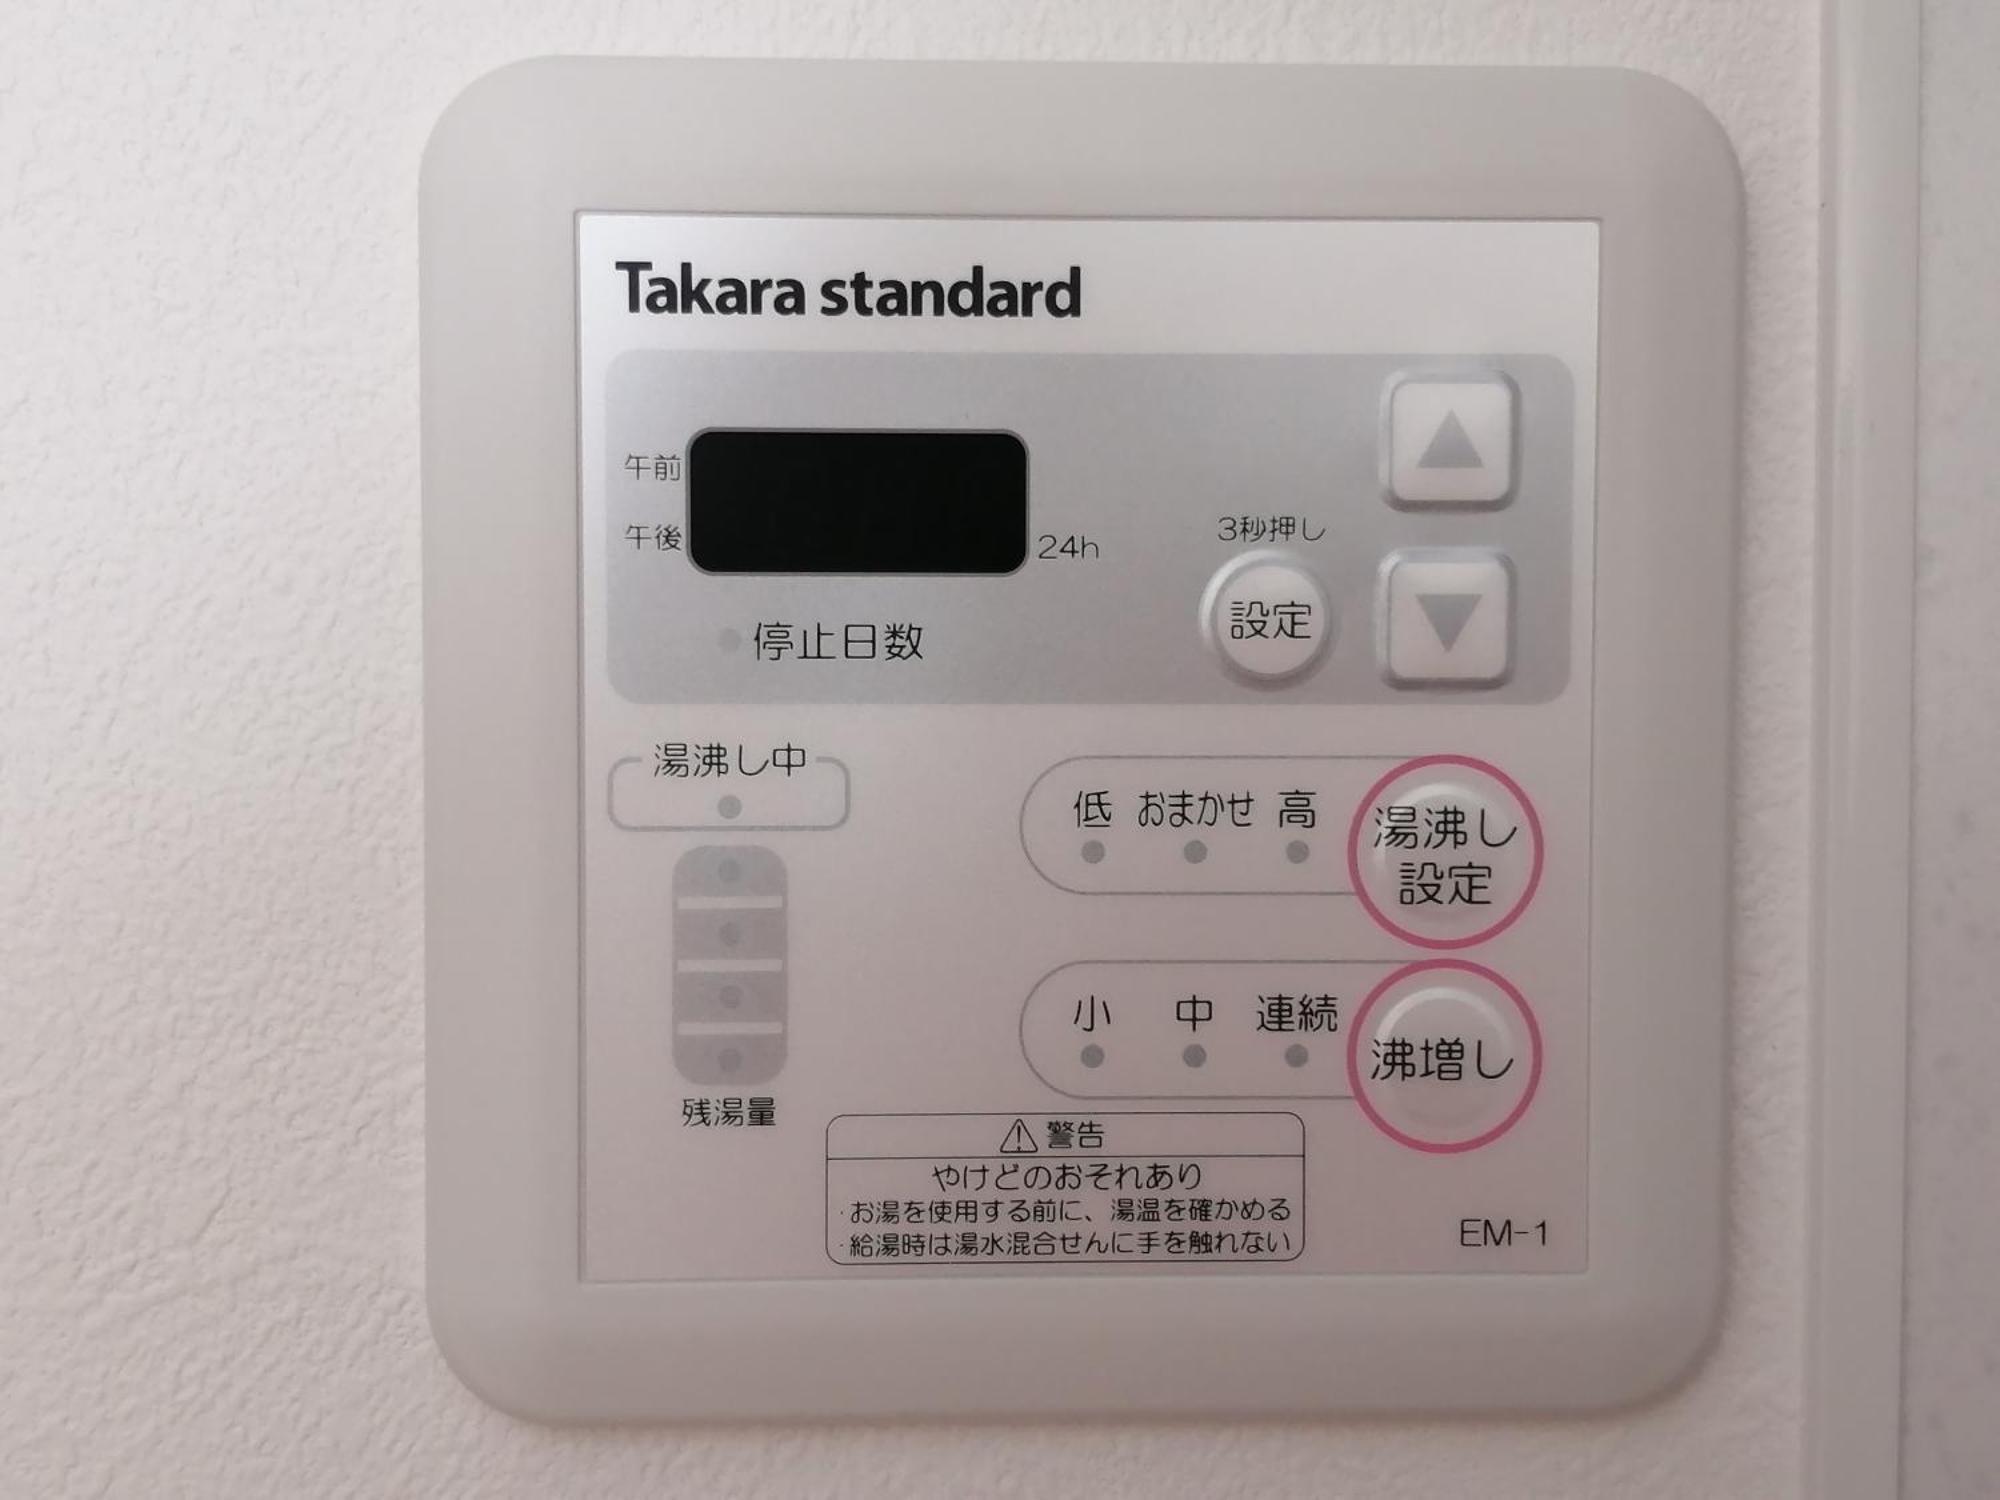 Takara standard
午前
午後
24h
3秒押し
設定
停止日数
湯沸し中
低 おまかせ 高
湯沸し
設定
小 中 連続
沸増し
残湯量
警告
やけどのおそれあり
・お湯を使用する前に、湯温を確かめる
・給湯時は湯水混合せんに手を触れない
EM-1